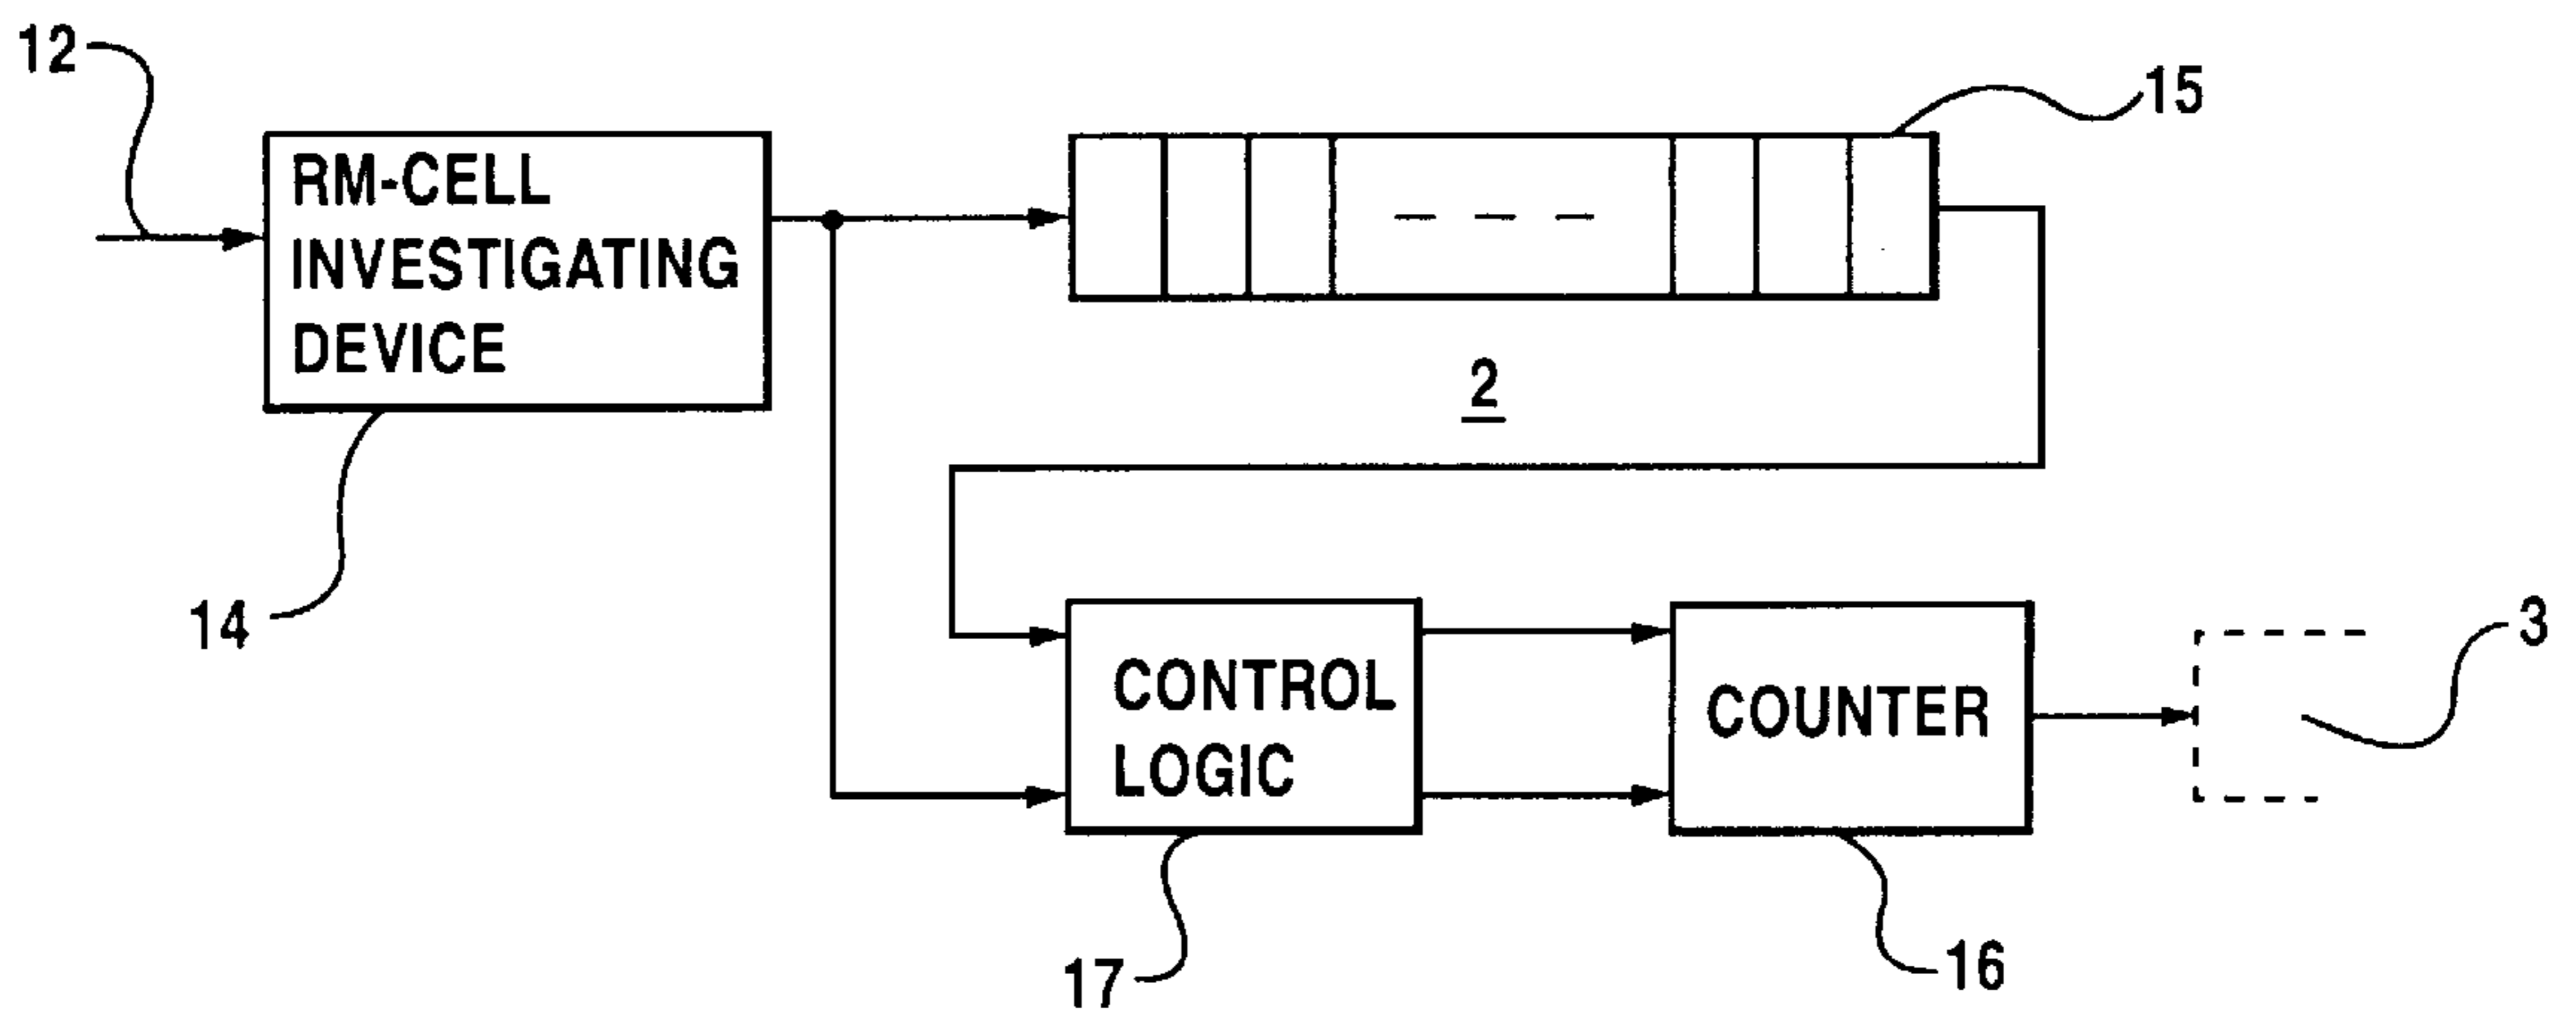 12
15
RM-CELL
INVESTIGATING
DEVICE
2
14
3
CONTROL
LOGIC
COUNTER
17
16